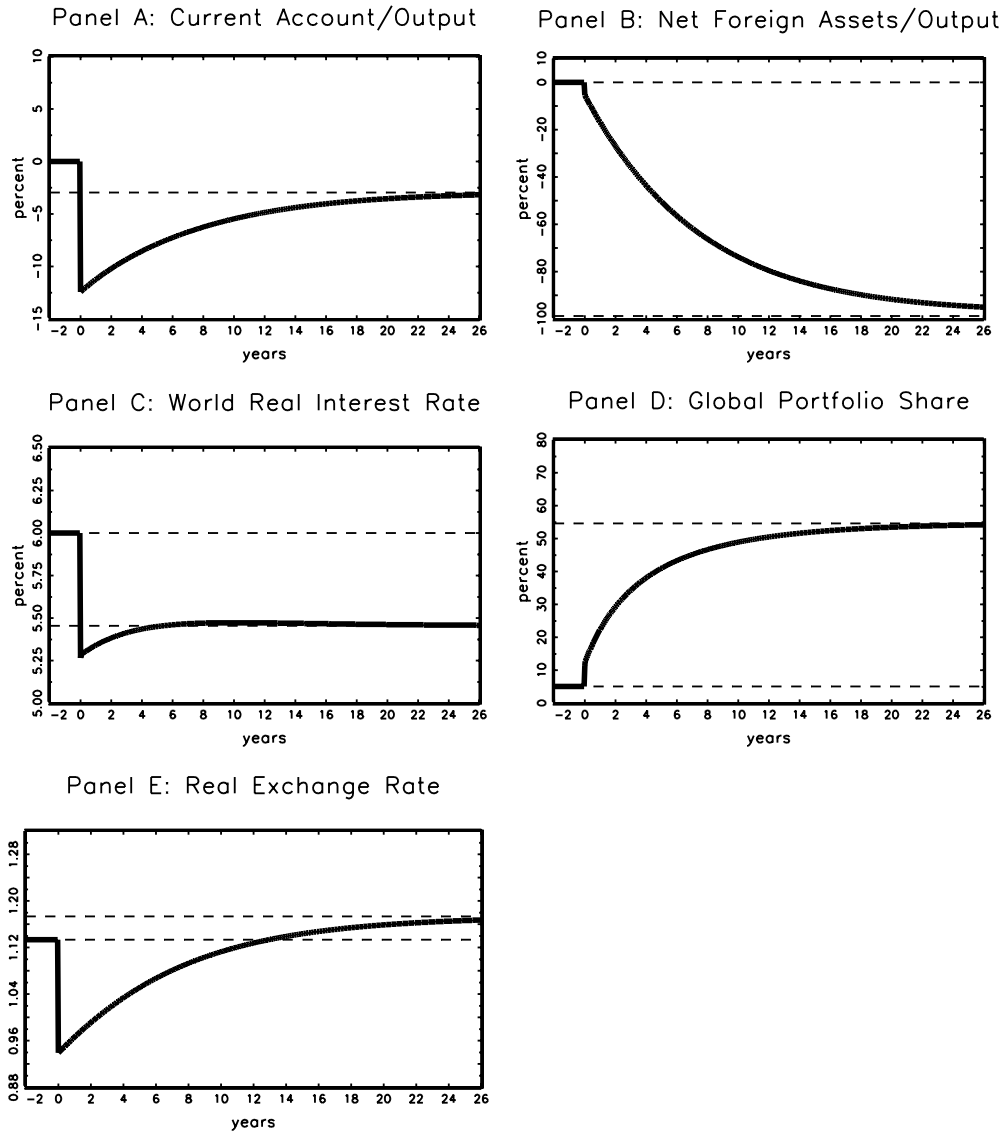 Panel A: Current Account/Output
percent
10
5
0
-5
-10
-15
-2 0 2 4 6 8 10 12 14 16 18 20 22 24 26
years
Panel B: Net Foreign Assets/Output
percent
10
0
-20
-40
-60
-80
-100
-2 0 2 4 6 8 10 12 14 16 18 20 22 24 26
years
Panel C: World Real Interest Rate
percent
6.50
6.25
6.00
5.75
5.50
5.25
5.00
-2 0 2 4 6 8 10 12 14 16 18 20 22 24 26
years
Panel D: Global Portfolio Share
percent
80
70
60
50
40
30
20
10
0
-2 0 2 4 6 8 10 12 14 16 18 20 22 24 26
years
Panel E: Real Exchange Rate
1.28
1.20
1.12
1.04
0.96
0.88
-2 0 2 4 6 8 10 12 14 16 18 20 22 24 26
years